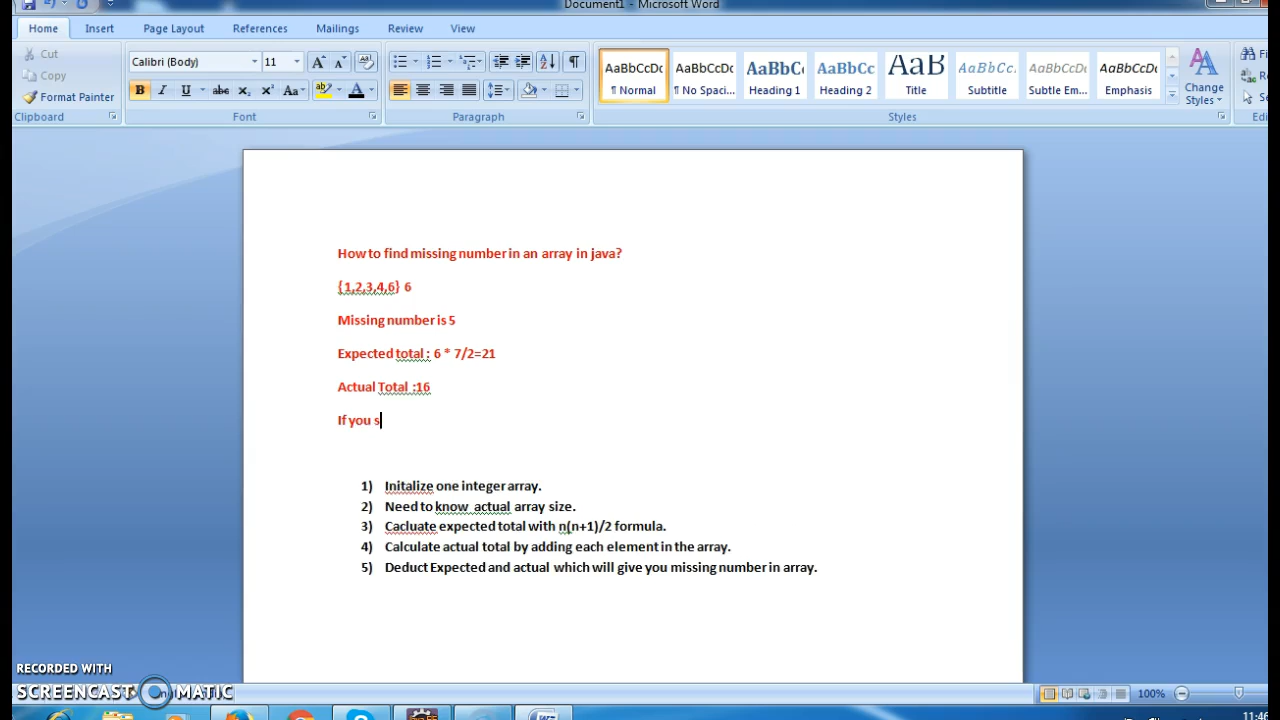 Document1 - Microsoft Word
Home Insert Page Layout References Mailings Review View
Cut
Copy
Format Painter
Clipboard
Calibri (Body) 11
Font
Paragraph
AaBbCcDc AaBbCcDc AaBbC AaBbCc AaB AaBbCc. AaBbCcDc AaBbCcDc
¶ Normal ¶ No Spaci... Heading 1 Heading 2 Title Subtitle Subtle Em... Emphasis
Change
Styles
Styles
How to find missing number in an array in java?
{1,2,3,4,6} 6
Missing number is 5
Expected total : 6 * 7/2=21
Actual Total :16
If you s
1) Initalize one integer array.
2) Need to know actual array size.
3) Cacluate expected total with n(n+1)/2 formula.
4) Calculate actual total by adding each element in the array.
5) Deduct Expected and actual which will give you missing number in array.
RECORDED WITH
SCREENCAST MATIC
100%
11:46